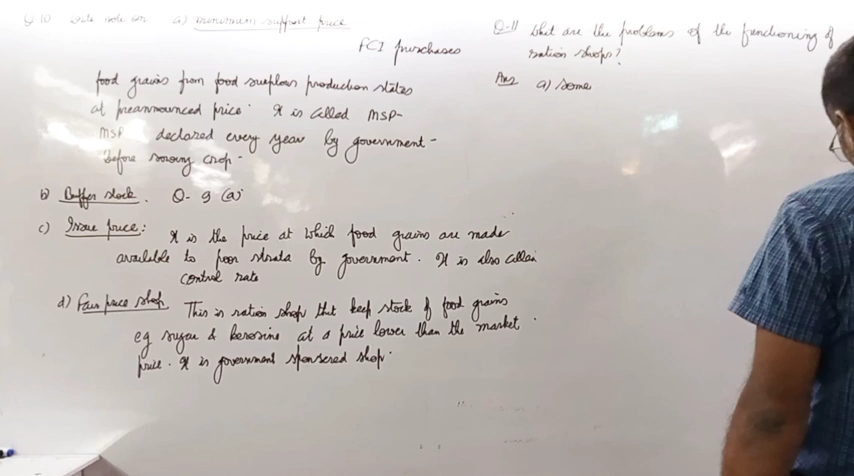 Q 10 Write note on a) minimum support price
FCI purchases
food grains from food surplus production states
at preannounced price. It is called MSP-
MSP declared every year by government-
Before sowing crop-
b) Buffer stock. Q- 9 (a)
c) Issue price: It is the price at which food grains are made
available to poor strata by government. It is also
control rate
d) Fair price shop This is ration shop that keep stock of food grains
eg sugar & kerosine at a price lower than the market
price. It is government sponsered shop.
Q-11 What are the problems of the functioning of
ration shops?
Ans a) Some